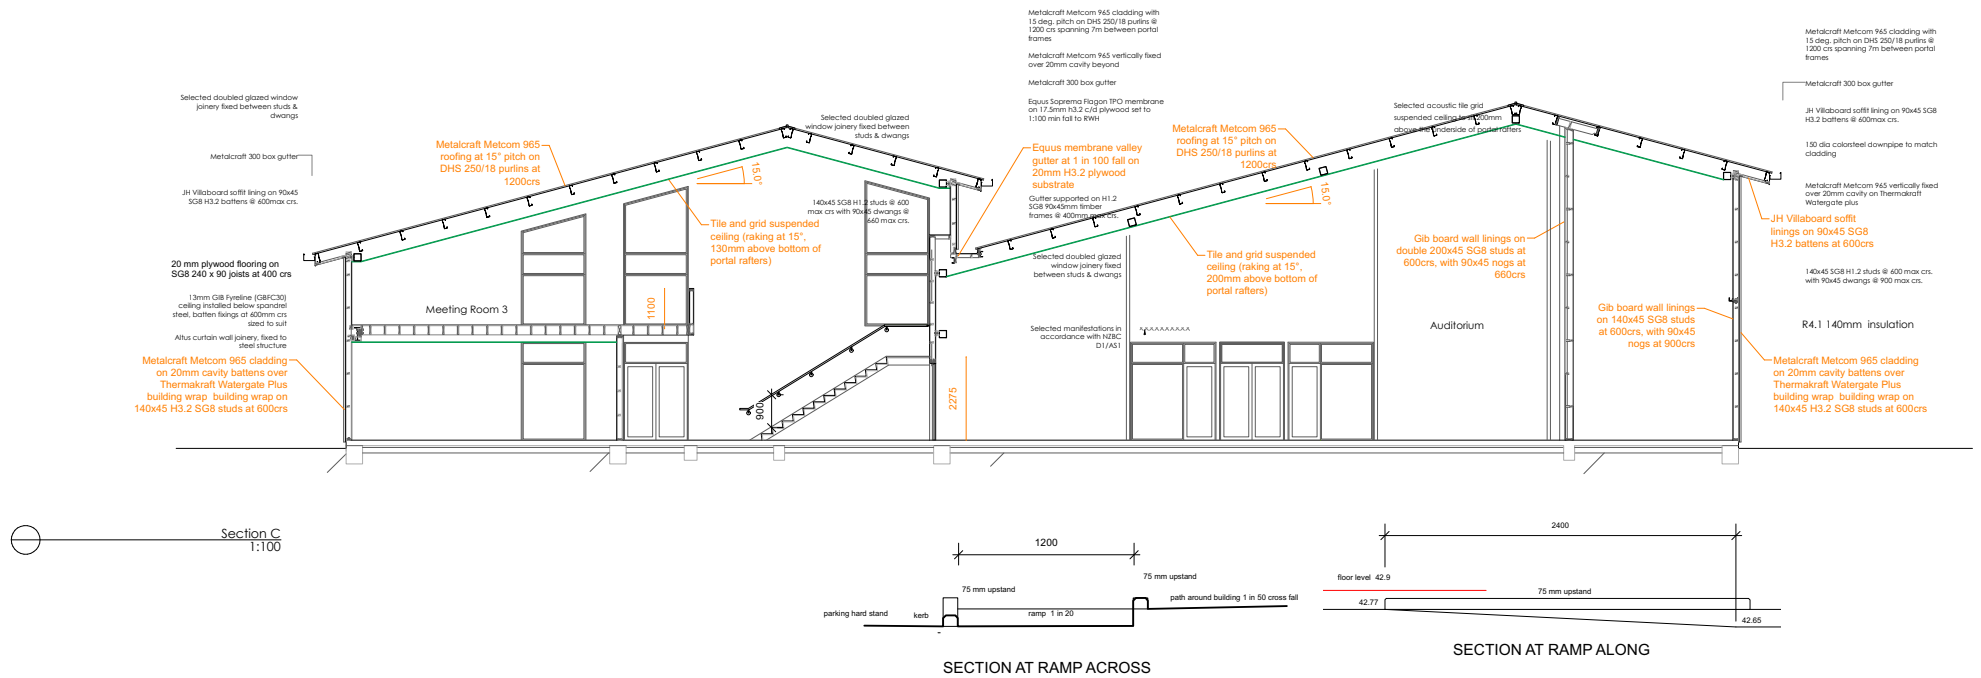 Selected doubled glazed window
joinery fixed between studs &
dwangs
Metalcraft 300 box gutter
JH Villaboard soffit lining on 90x45
SG8 H3.2 battens @ 600max crs.
20 mm plywood flooring on
SG8 240 x 90 joists at 400 crs
13mm GIB Fyreline (GBFC30)
ceiling installed below spandrel
steel, batten fixings at 600mm crs
sized to suit
Altus curtain wall joinery, fixed to
steel structure
Metalcraft Metcom 965 cladding
on 20mm cavity battens over
Thermakraft Watergate Plus
building wrap  building wrap on
140x45 H3.2 SG8 studs at 600crs
Metalcraft Metcom 965
roofing at 15° pitch on
DHS 250/18 purlins at
1200crs
15.0°
Tile and grid suspended
ceiling (raking at 15°,
130mm above bottom of
portal rafters)
Meeting Room 3
1100
900
Selected doubled glazed
window joinery fixed between
studs & dwangs
140x45 SG8 H1.2 studs @ 600
max crs with 90x45 dwangs @
660 max crs.
2275
Metalcraft Metcom 965 cladding with
15 deg. pitch on DHS 250/18 purlins @
1200 crs spanning 7m between portal
frames
Metalcraft Metcom 965 vertically fixed
over 20mm cavity beyond
Metalcraft 300 box gutter
Equus Soprema Flagon TPO membrane
on 17.5mm h3.2 c/d plywood set to
1:100 min fall to RWH
Equus membrane valley
gutter at 1 in 100 fall on
20mm H3.2 plywood
substrate
Gutter supported on H1.2
SG8 90x45mm timber
frames @ 400mm max crs.
Selected doubled glazed
window joinery fixed
between studs & dwangs
Selected manifestations in
accordance with NZBC
D1/AS1
Metalcraft Metcom 965
roofing at 15° pitch on
DHS 250/18 purlins at
1200crs
15.0°
Tile and grid suspended
ceiling (raking at 15°,
200mm above bottom of
portal rafters)
Selected acoustic tile grid
suspended ceiling to sit 200mm
above the underside of portal rafters
Gib board wall linings on
double 200x45 SG8 studs at
600crs, with 90x45 nogs at
660crs
Auditorium
Gib board wall linings
on 140x45 SG8 studs
at 600crs, with 90x45
nogs at 900crs
Metalcraft Metcom 965 cladding with
15 deg. pitch on DHS 250/18 purlins @
1200 crs spanning 7m between portal
frames
Metalcraft 300 box gutter
JH Villaboard soffit lining on 90x45 SG8
H3.2 battens @ 600max crs.
150 dia colorsteel downpipe to match
cladding
Metalcraft Metcom 965 vertically fixed
over 20mm cavity on Thermakraft
Watergate plus
JH Villaboard soffit
linings on 90x45 SG8
H3.2 battens at 600crs
140x45 SG8 H1.2 studs @ 600 max crs.
with 90x45 dwangs @ 900 max crs.
R4.1 140mm  insulation
Metalcraft Metcom 965 cladding
on 20mm cavity battens over
Thermakraft Watergate Plus
building wrap  building wrap on
140x45 H3.2 SG8 studs at 600crs
Section C
1:100
1200
75 mm upstand
75 mm upstand
parking hard stand
kerb
ramp  1 in 20
path around building 1 in 50 cross fall
SECTION AT RAMP ACROSS
2400
floor level  42.9
42.77
75 mm upstand
42.65
SECTION AT RAMP ALONG